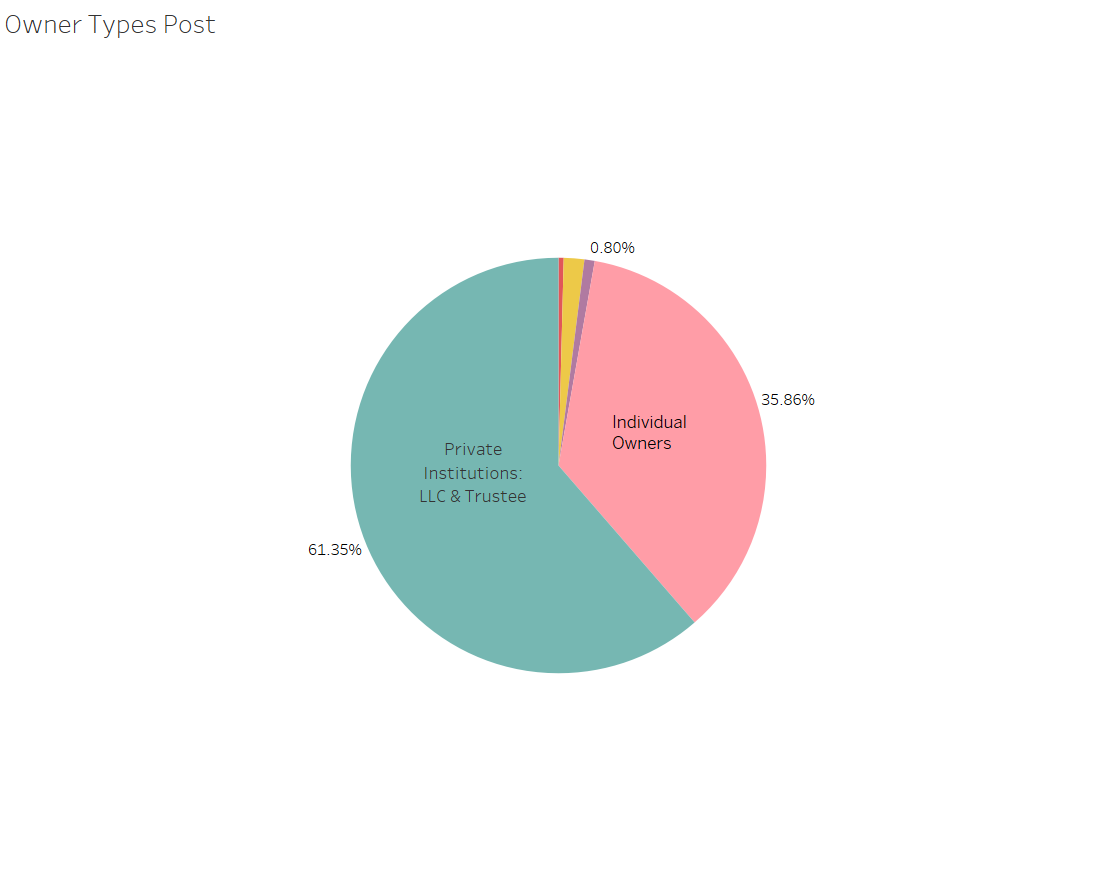 Owner Types Post
0.80%
35.86%
Individual
Owners
Private
Institutions:
LLC & Trustee
61.35%